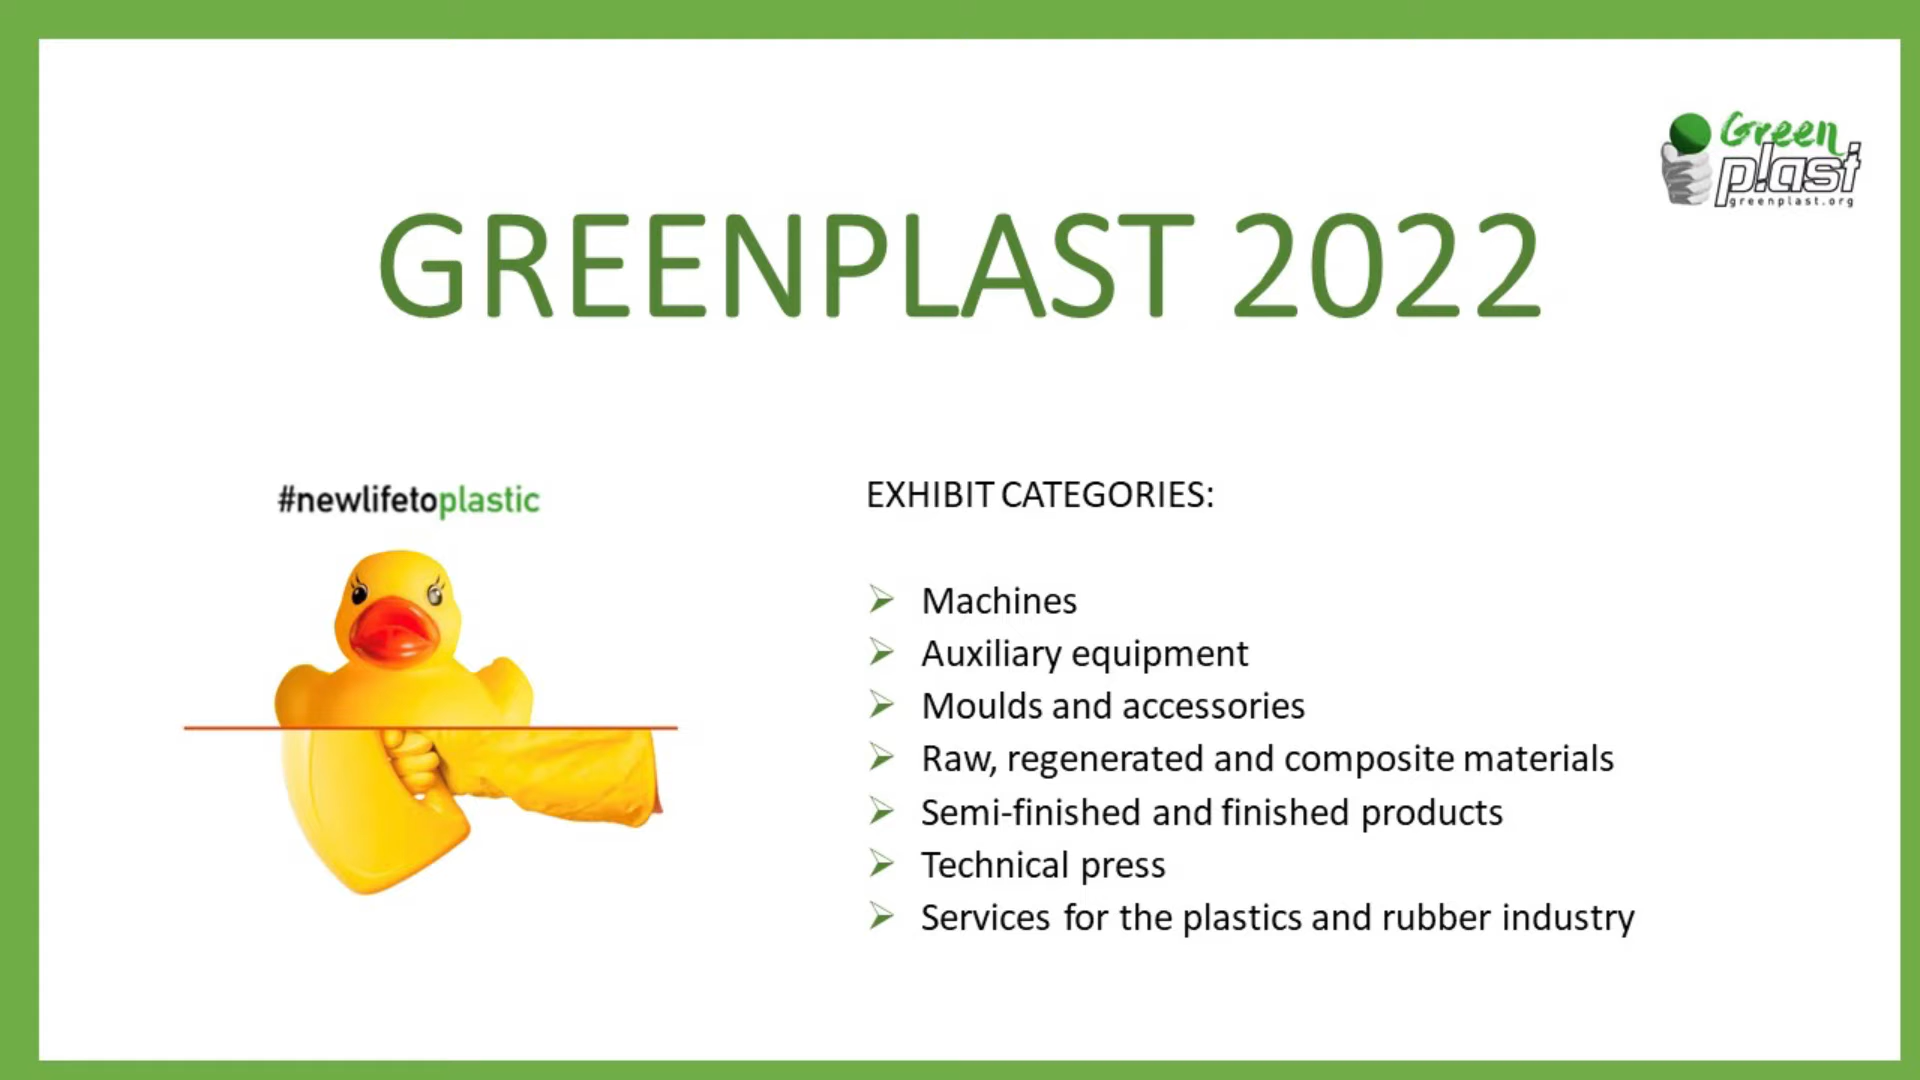 Green
plast
greenplast.org
GREENPLAST 2022
#newlifetoplastic
EXHIBIT CATEGORIES:
Machines
Auxiliary equipment
Moulds and accessories
Raw, regenerated and composite materials
Semi-finished and finished products
Technical press
Services for the plastics and rubber industry